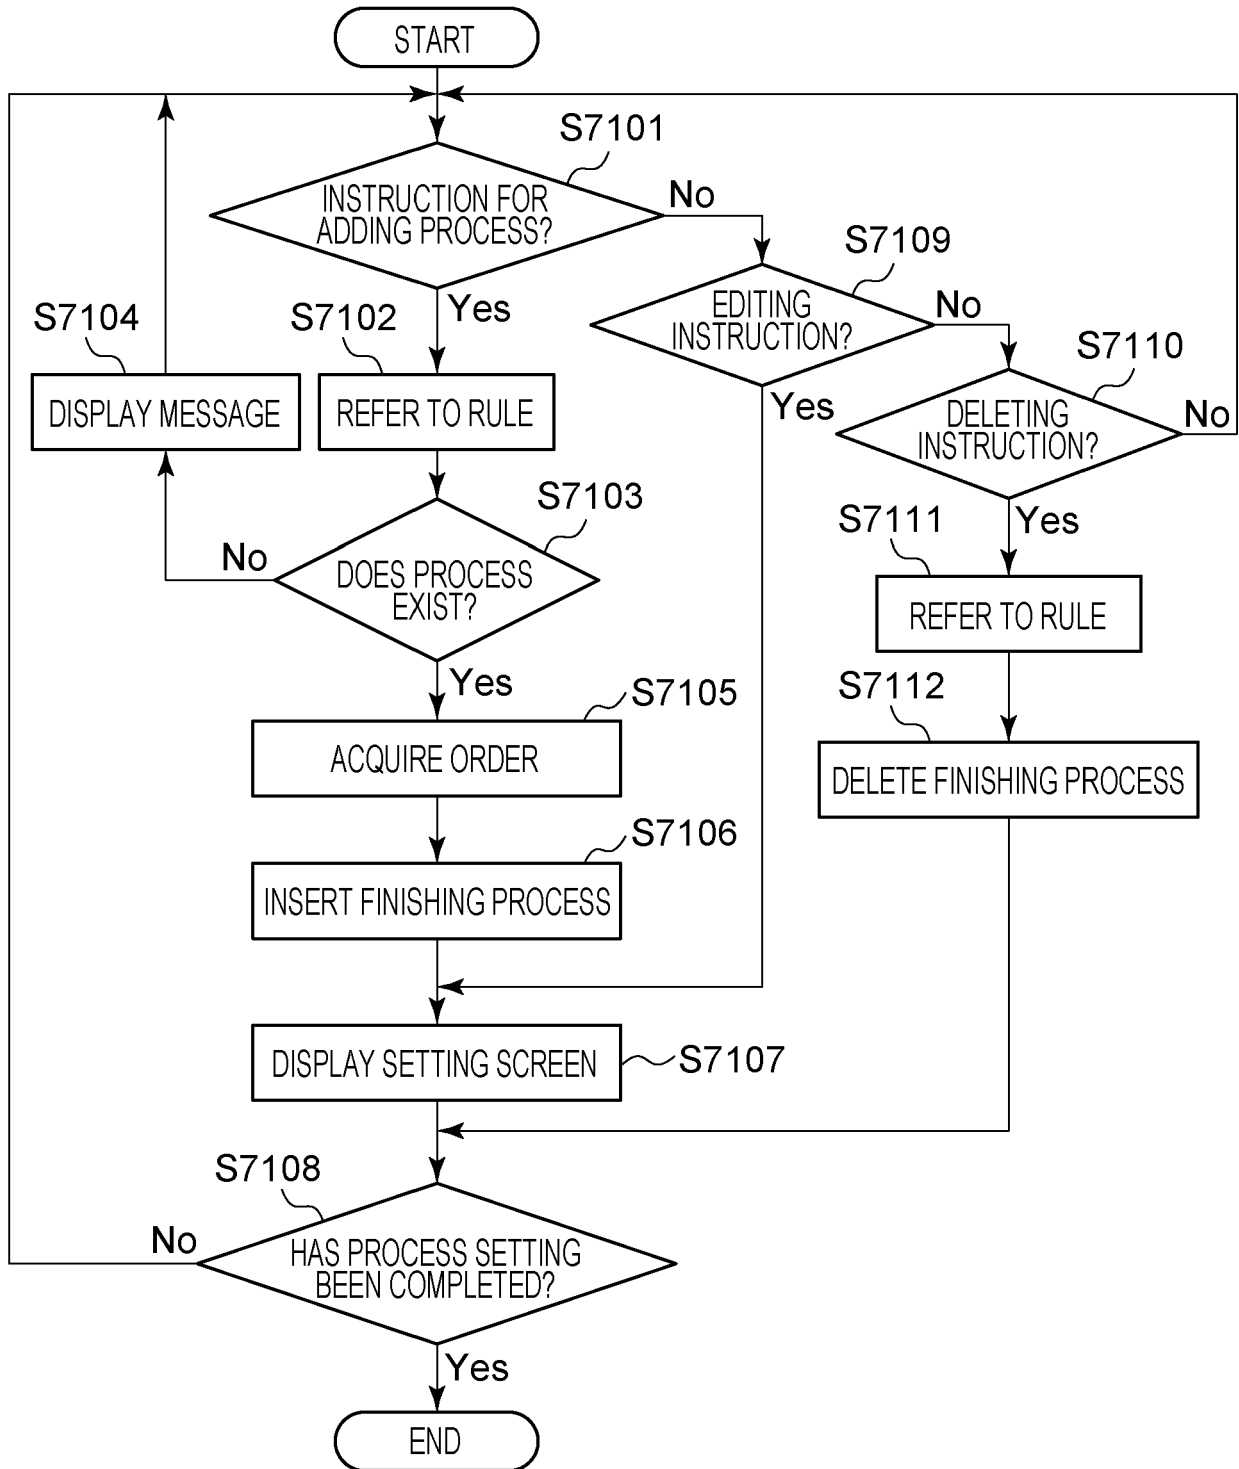 START
S7101
INSTRUCTION FOR
ADDING PROCESS?
No
Yes
S7109
EDITING
INSTRUCTION?
No
Yes
S7104
DISPLAY MESSAGE
S7102
REFER TO RULE
S7110
DELETING
INSTRUCTION?
No
Yes
S7103
DOES PROCESS
EXIST?
No
Yes
S7111
REFER TO RULE
S7105
ACQUIRE ORDER
S7112
DELETE FINISHING PROCESS
S7106
INSERT FINISHING PROCESS
DISPLAY SETTING SCREEN
S7107
S7108
HAS PROCESS SETTING
BEEN COMPLETED?
No
Yes
END